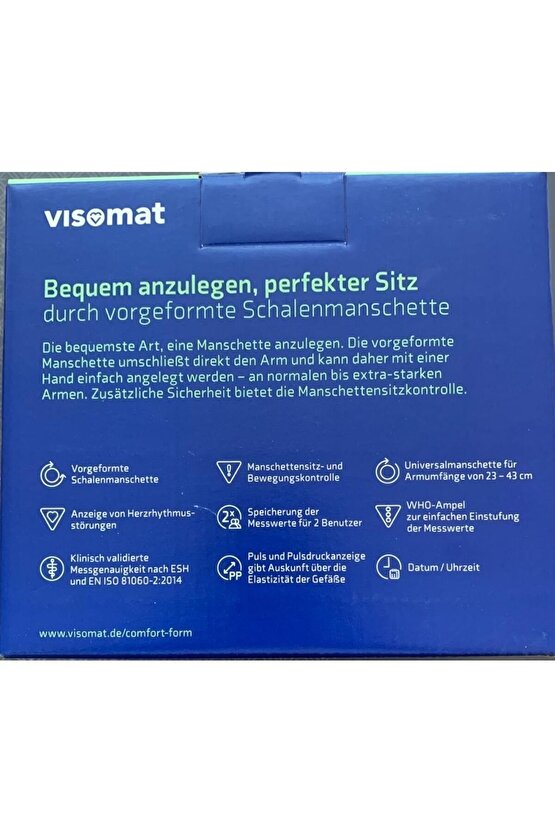 visomat
Bequem anzulegen, perfekter Sitz
durch vorgeformte Schalenmanschette
Die bequemste Art, eine Manschette anzulegen. Die vorgeformte
Manschette umschließt direkt den Arm und kann daher mit einer
Hand einfach angelegt werden – an normalen bis extra-starken
Armen. Zusätzliche Sicherheit bietet die Manschettensitzkontrolle.
Vorgeformte
Schalenmanschette
Manschettensitz- und
Bewegungskontrolle
Universalmanschette für
Armumfänge von 23 – 43 cm
Anzeige von Herzrhythmus-
störungen
2x
Speicherung der
Messwerte für 2 Benutzer
WHO-Ampel
zur einfachen Einstufung
der Messwerte
Klinisch validierte
Messgenauigkeit nach ESH
und EN ISO 81060-2:2014
PP
Puls und Pulsdruckanzeige
gibt Auskunft über die
Elastizität der Gefäße
Datum / Uhrzeit
www.visomat.de/comfort-form